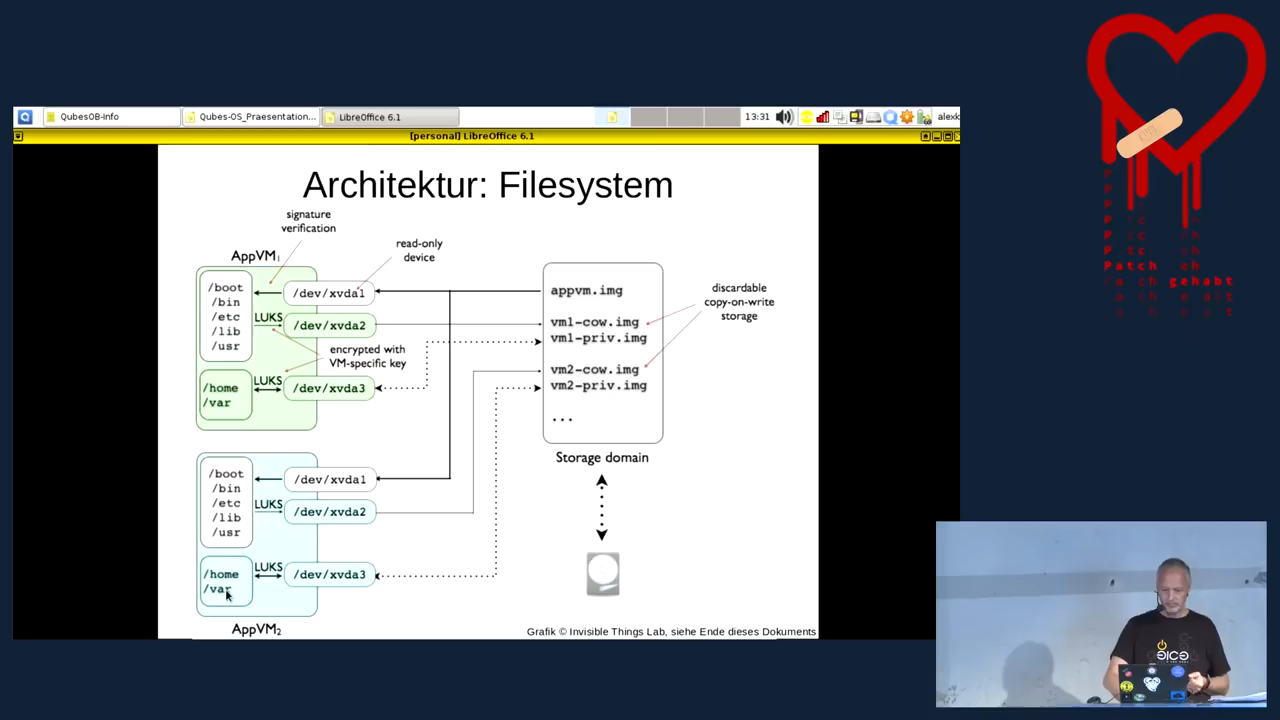 QubesOB-Info
Qubes-OS_Praesentation...
LibreOffice 6.1
13:31
alexk
[personal] LibreOffice 6.1
Architektur: Filesystem
signature
verification
read-only
device
AppVM1
/boot
/bin
/etc
/lib
/usr
LUKS
/dev/xvda1
/dev/xvda2
encrypted with
VM-specific key
/home
/var
LUKS
/dev/xvda3
appvm.img
vm1-cow.img
vm1-priv.img
vm2-cow.img
vm2-priv.img
...
discardable
copy-on-write
storage
Storage domain
/boot
/bin
/etc
/lib
/usr
LUKS
/dev/xvda1
/dev/xvda2
/home
/var
LUKS
/dev/xvda3
AppVM2
Grafik © Invisible Things Lab, siehe Ende dieses Dokuments
Patch eh
gehabt